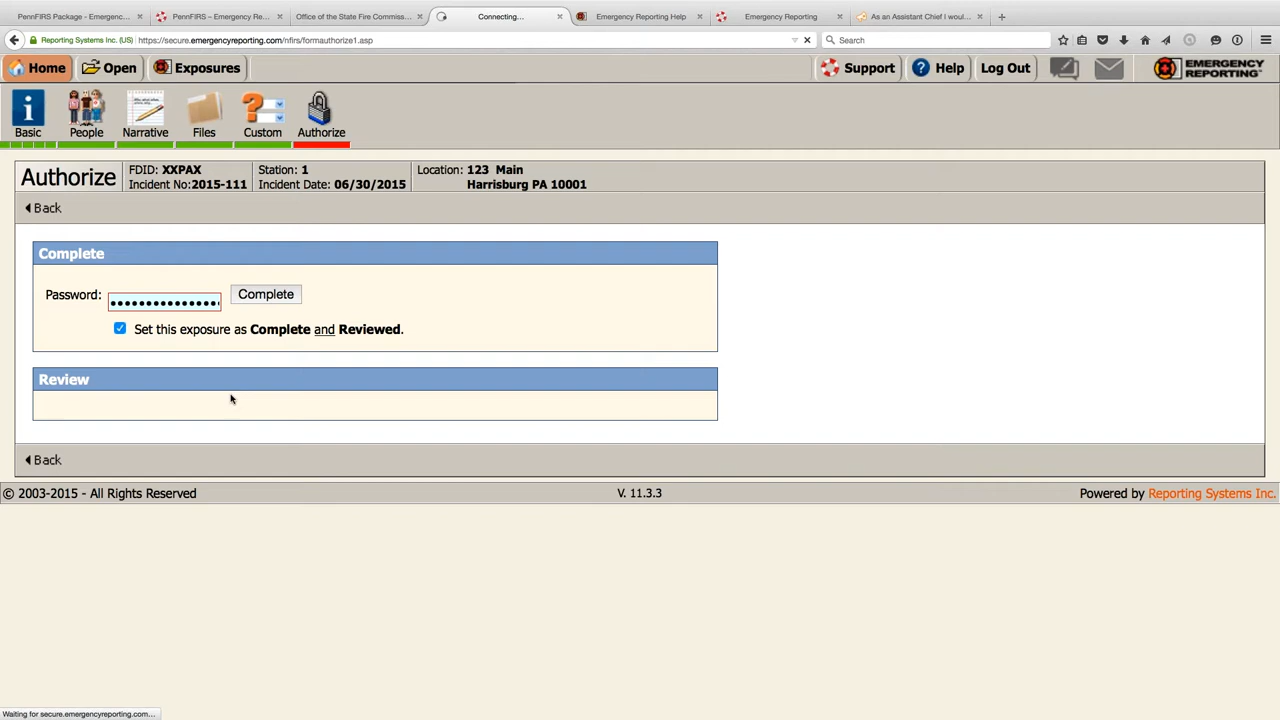 PennFIRS Package - Emergenc...
PennFIRS – Emergency Re...
Office of the State Fire Commiss...
Connecting...
Emergency Reporting Help
Emergency Reporting
As an Assistant Chief I woul...
Reporting Systems Inc. (US)
https://secure.emergencyreporting.com/nfirs/formauthorize1.asp
Search
Home
Open
Exposures
Support
Help
Log Out
EMERGENCY
REPORTING
Basic
People
Narrative
Files
Custom
Authorize
Authorize
FDID: XXPAX
Incident No:2015-111
Station: 1
Incident Date: 06/30/2015
Location: 123 Main
Harrisburg PA 10001
Back
Complete
Password:
Complete
Set this exposure as Complete and Reviewed.
Review
Back
© 2003-2015 - All Rights Reserved
V. 11.3.3
Powered by Reporting Systems Inc.
Waiting for secure.emergencyreporting.com...